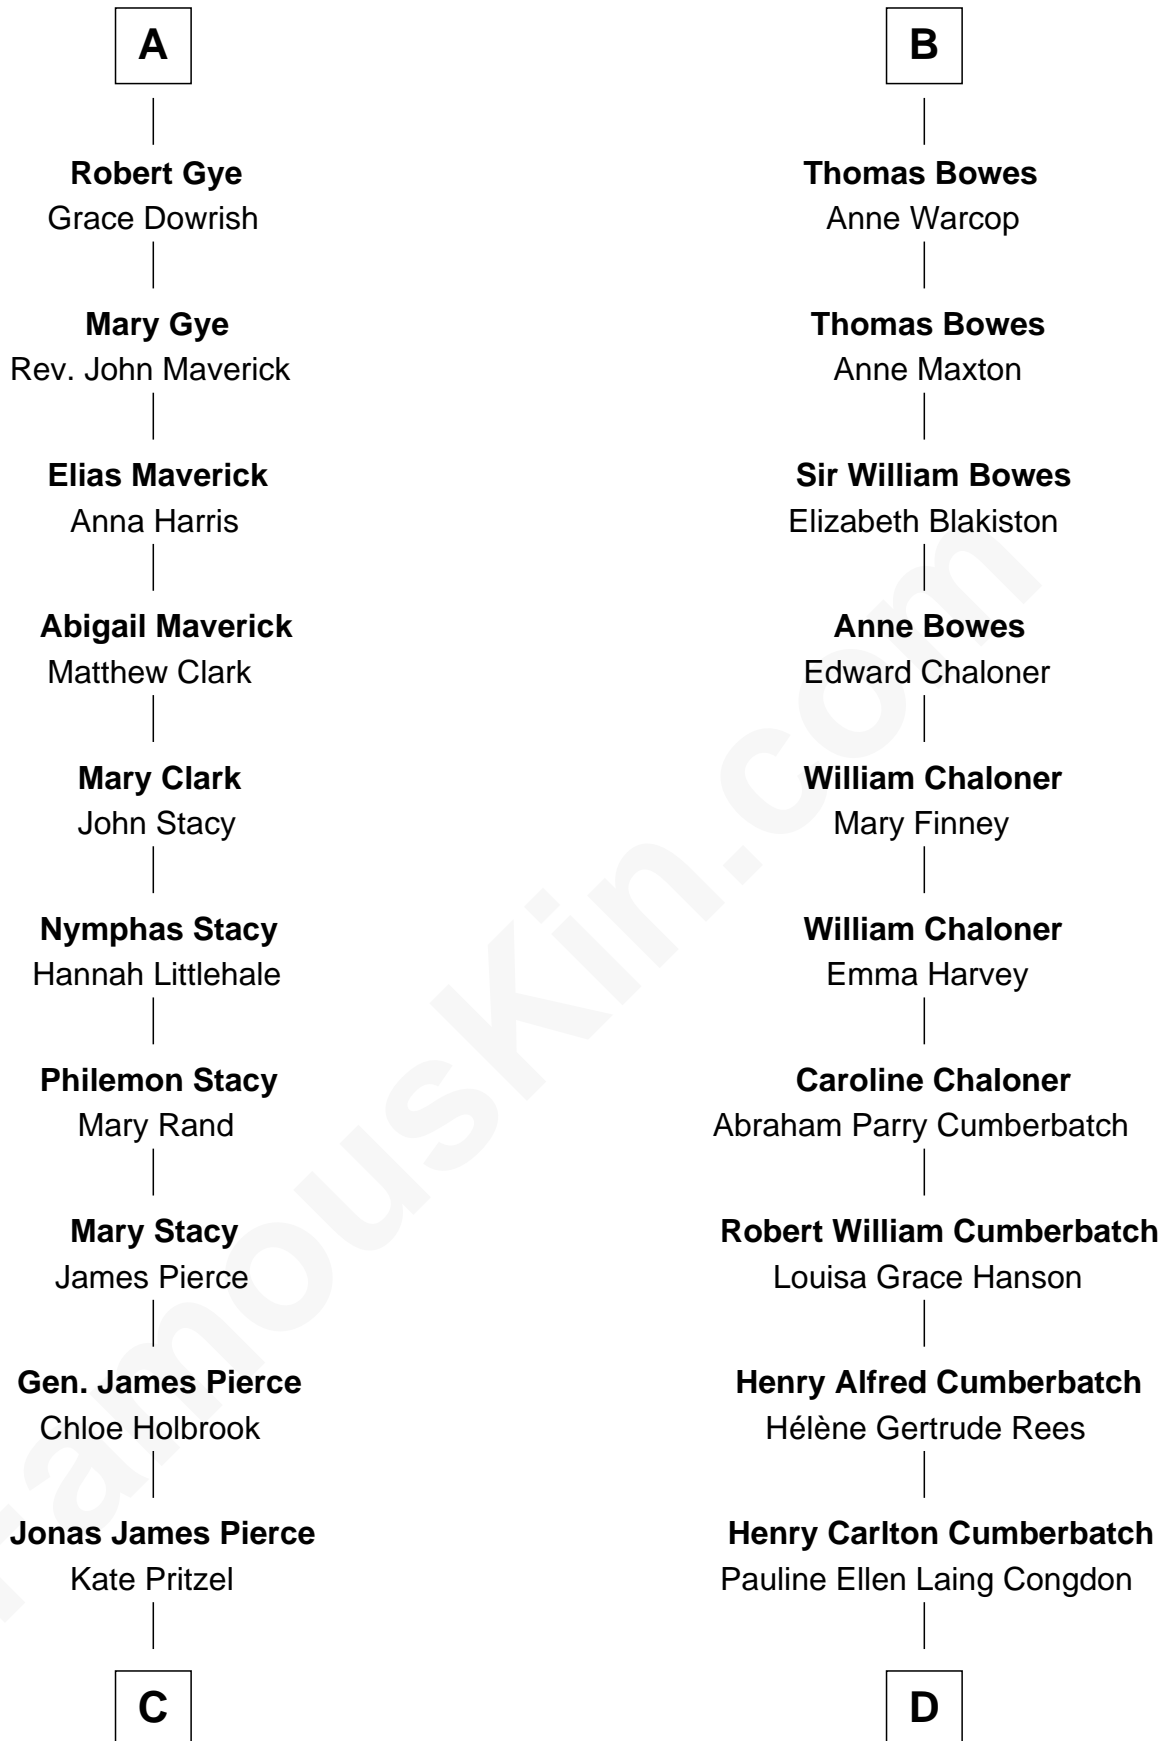 A
Robert Gye
Grace Dowrish
Mary Gye
Rev. John Maverick
Elias Maverick
Anna Harris
Abigail Maverick
Matthew Clark
Mary Clark
John Stacy
Nymphas Stacy
Hannah Littlehale
Philemon Stacy
Mary Rand
Mary Stacy
James Pierce
Gen. James Pierce
Chloe Holbrook
Jonas James Pierce
Kate Pritzel
C
B
Thomas Bowes
Anne Warcop
Thomas Bowes
Anne Maxton
Sir William Bowes
Elizabeth Blakiston
Anne Bowes
Edward Chaloner
William Chaloner
Mary Finney
William Chaloner
Emma Harvey
Caroline Chaloner
Abraham Parry Cumberbatch
Robert William Cumberbatch
Louisa Grace Hanson
Henry Alfred Cumberbatch
Hélène Gertrude Rees
Henry Carlton Cumberbatch
Pauline Ellen Laing Congdon
D
FamousKin.com